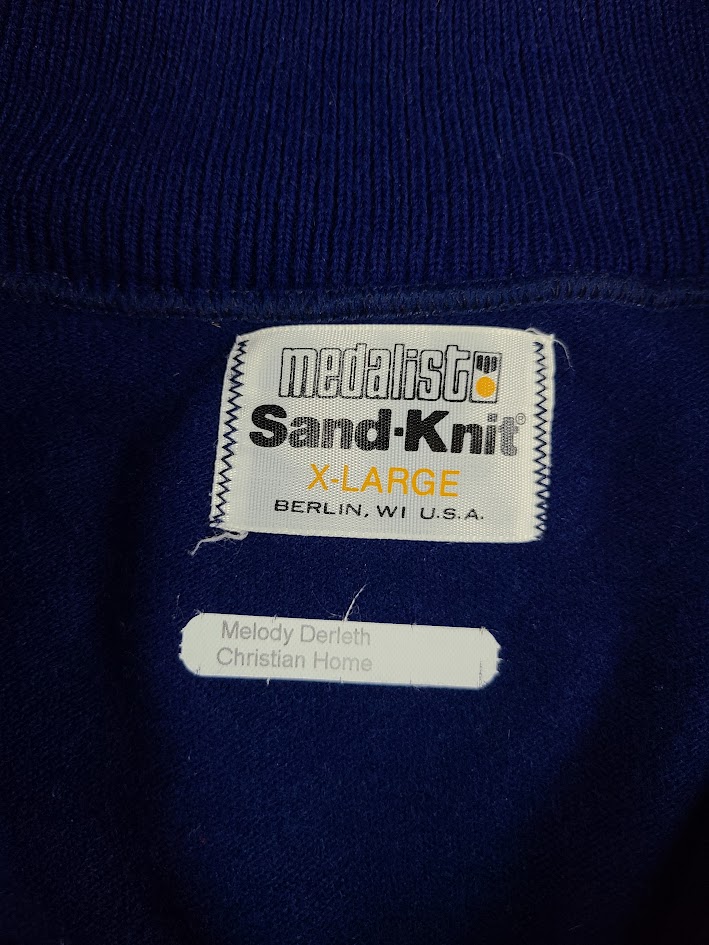 medalist
Sand·Knit®
X-LARGE
BERLIN, WI U.S.A.
Melody Derleth
Christian Home